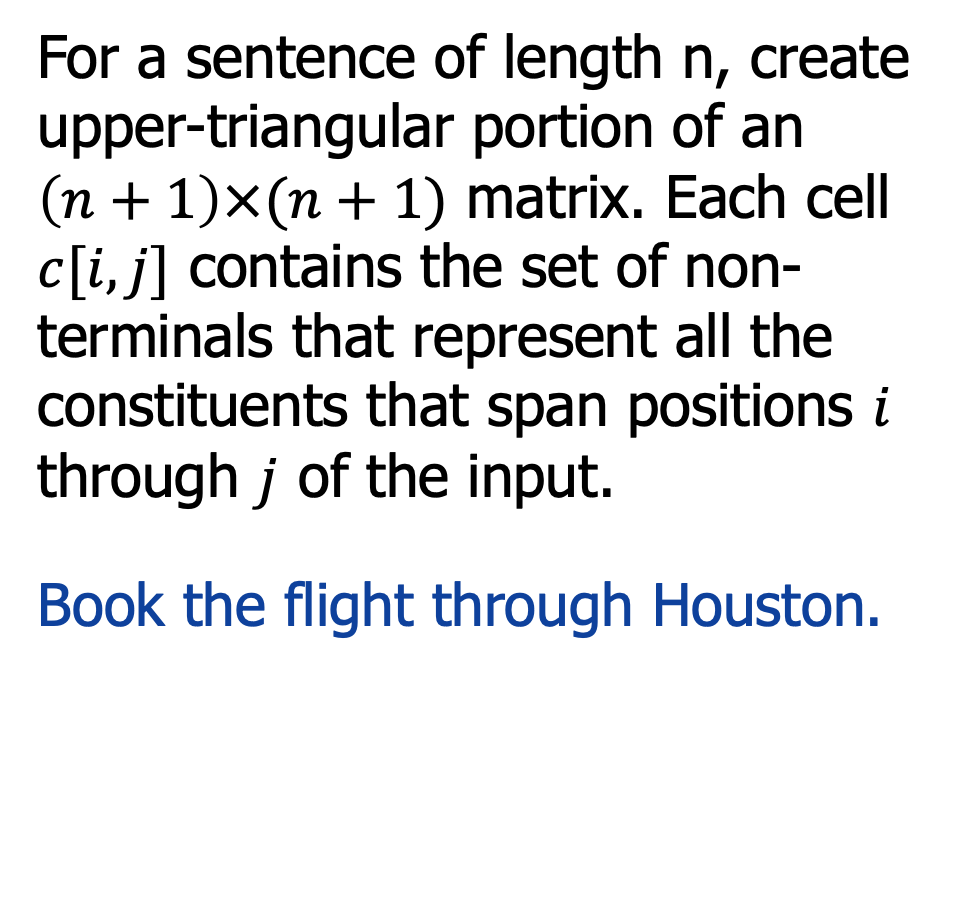 For a sentence of length n, create
upper-triangular portion of an
(𝑛 + 1)×(𝑛 + 1) matrix. Each cell
𝑐[𝑖, 𝑗] contains the set of non-
terminals that represent all the
constituents that span positions 𝑖
through 𝑗 of the input.
Book the flight through Houston.